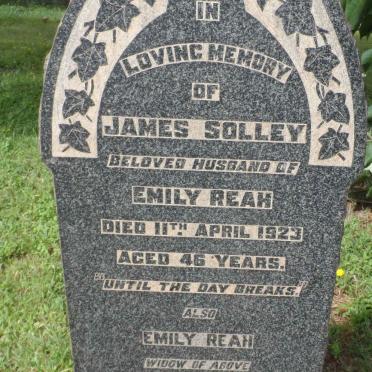 IN
LOVING MEMORY
OF
JAMES SOLLEY
BELOVED HUSBAND OF
EMILY REAH
DIED 11TH APRIL 1923
AGED 46 YEARS.
"UNTIL THE DAY BREAKS."
ALSO
EMILY REAH
WIDOW OF ABOVE